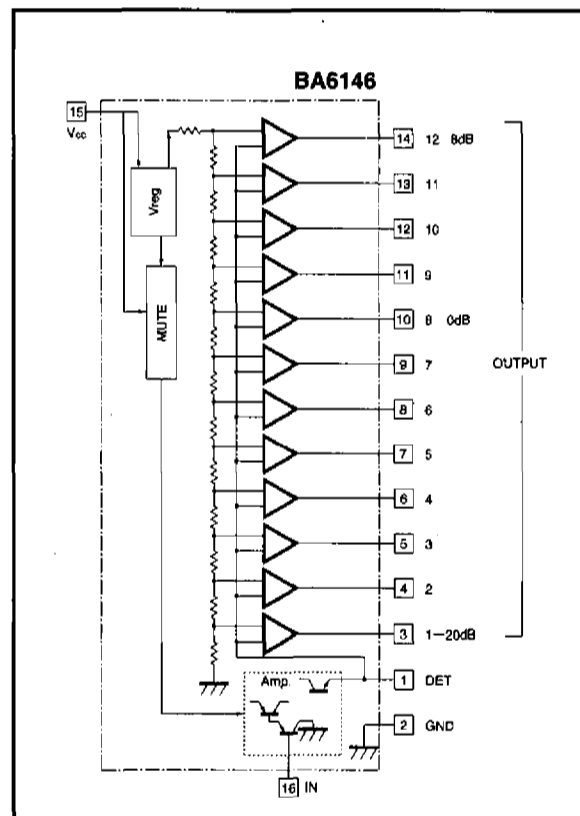 BA6146
15
Vcc
Vreg
MUTE
14 12 8dB
13 11
12 10
11 9
10 8 0dB
9 7
8 6
7 5
6 4
5 3
4 2
3 1-20dB
OUTPUT
Amp.
1 DET
2 GND
16 IN